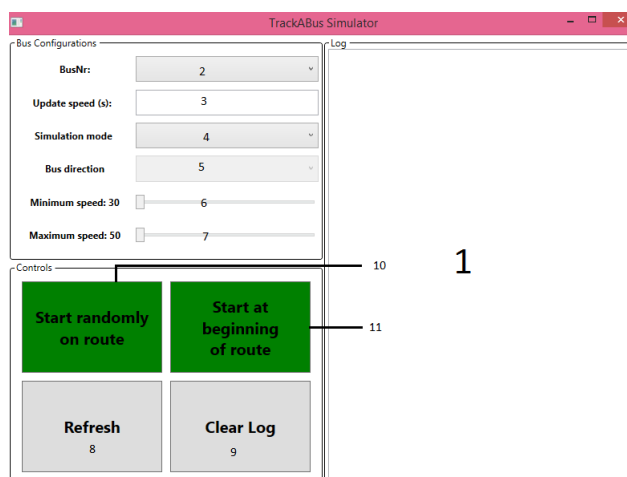 TrackABus Simulator
Bus Configurations
Log
BusNr:
2
Update speed (s):
3
Simulation mode
4
Bus direction
5
Minimum speed: 30
6
Maximum speed: 50
7
1
Controls
10
Start randomly
on route
Start at
beginning
of route
11
Refresh
8
Clear Log
9